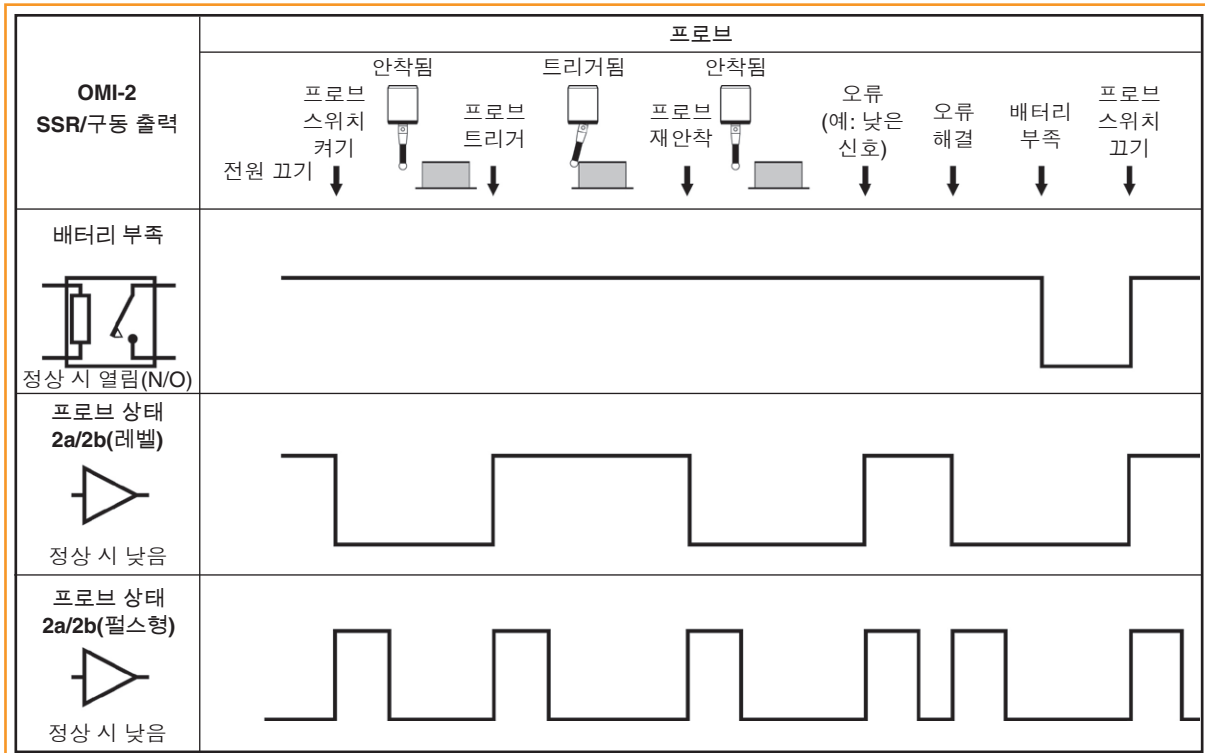 OMI-2
SSR/구동 출력
프로브
전원 끄기
프로브
스위치
켜기
안착됨
프로브
트리거
트리거됨
프로브
재안착
안착됨
오류
(예: 낮은
신호)
오류
해결
배터리
부족
프로브
스위치
끄기
배터리 부족
정상 시 열림(N/O)
프로브 상태
2a/2b(레벨)
정상 시 낮음
프로브 상태
2a/2b(펄스형)
정상 시 낮음